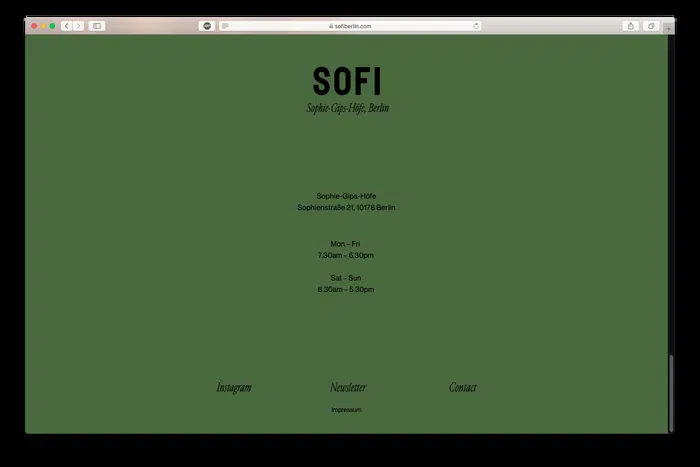 sofiberlin.com
SOFI
Sophie-Gips-Höfe, Berlin
Sophie-Gips-Höfe
Sophienstraße 21, 10178 Berlin
Mon – Fri
7.30am – 6.30pm
Sat – Sun
8.30am – 5.30pm
Instagram Newsletter Contact
Impressum